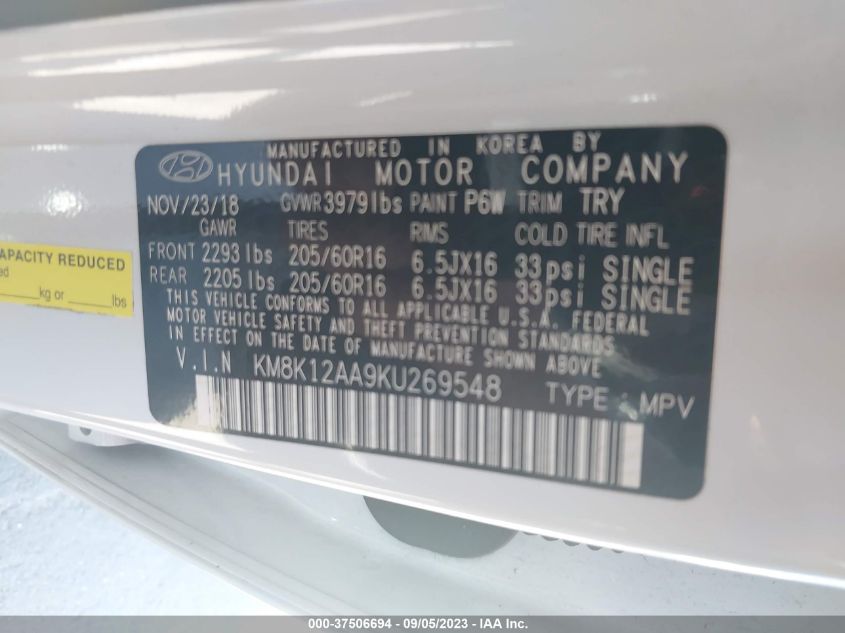 MANUFACTURED IN KOREA BY
HYUNDAI MOTOR COMPANY
NOV/23/18 GVWR 3979lbs PAINT P6W TRIM TRY
GAWR TIRES RIMS COLD TIRE INFL
FRONT 2293 lbs 205/60R16 6.5JX16 33psi SINGLE
REAR 2205 lbs 205/60R16 6.5JX16 33psi SINGLE
THIS VEHICLE CONFORMS TO ALL APPLICABLE U.S.A. FEDERAL
MOTOR VEHICLE SAFETY AND THEFT PREVENTION STANDARDS
IN EFFECT ON THE DATE OF MANUFACTURE SHOWN ABOVE
V.I.N KM8K12AA9KU269548 TYPE : MPV
CAPACITY REDUCED
kg or lbs
000-37506694 - 09/05/2023 - IAA Inc.